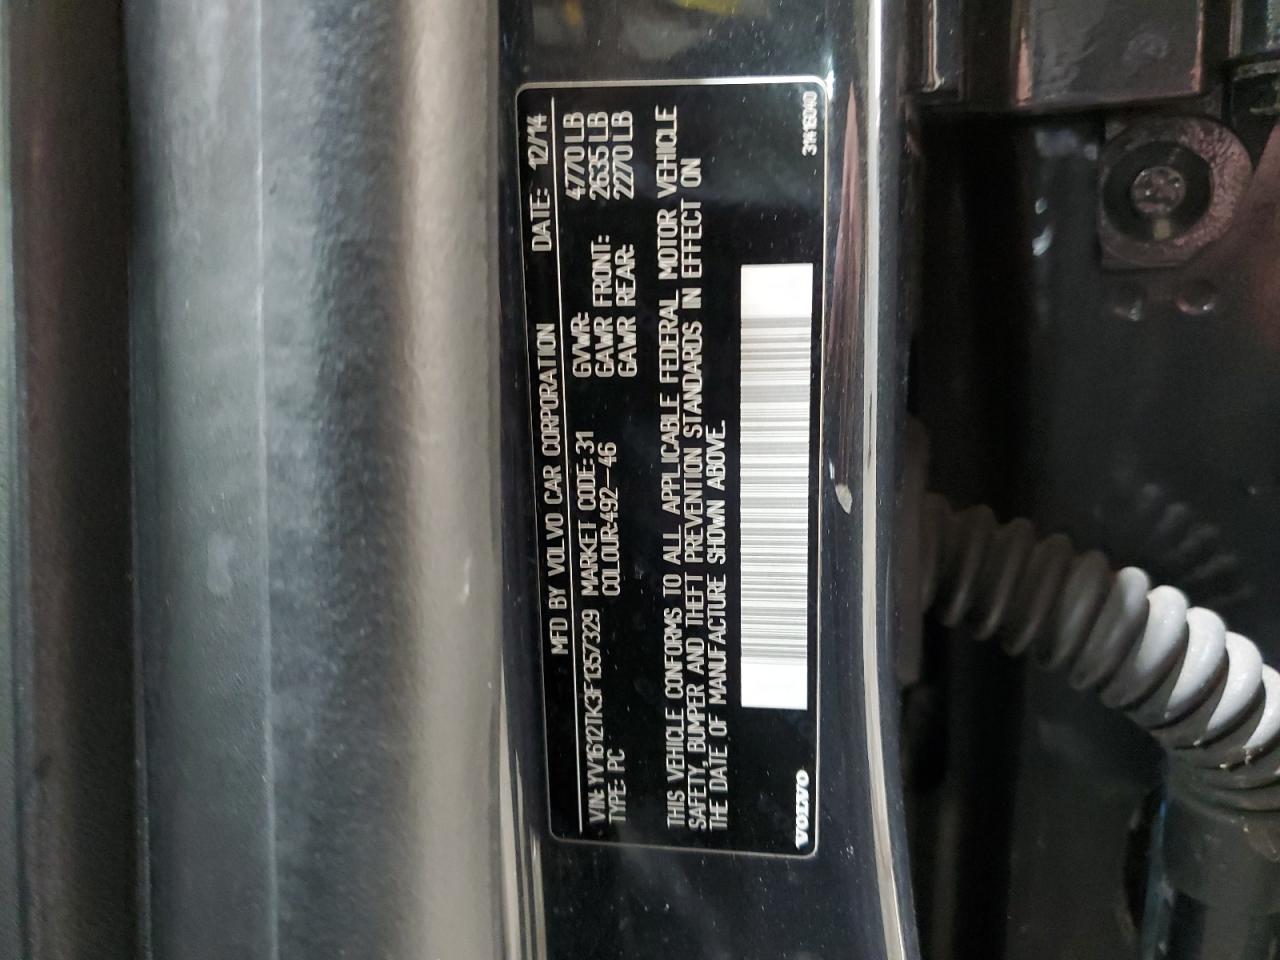 MFD BY VOLVO CAR CORPORATION DATE: 12/14
VIN: YV1612TK3F1357329 MARKET CODE: 31 GVWR: 4770 LB
TYPE: PC COLOUR: 492-46 GAWR FRONT: 2635 LB
GAWR REAR: 2270 LB
THIS VEHICLE CONFORMS TO ALL APPLICABLE FEDERAL MOTOR VEHICLE
SAFETY, BUMPER AND THEFT PREVENTION STANDARDS IN EFFECT ON
THE DATE OF MANUFACTURE SHOWN ABOVE.
VOLVO 31416040